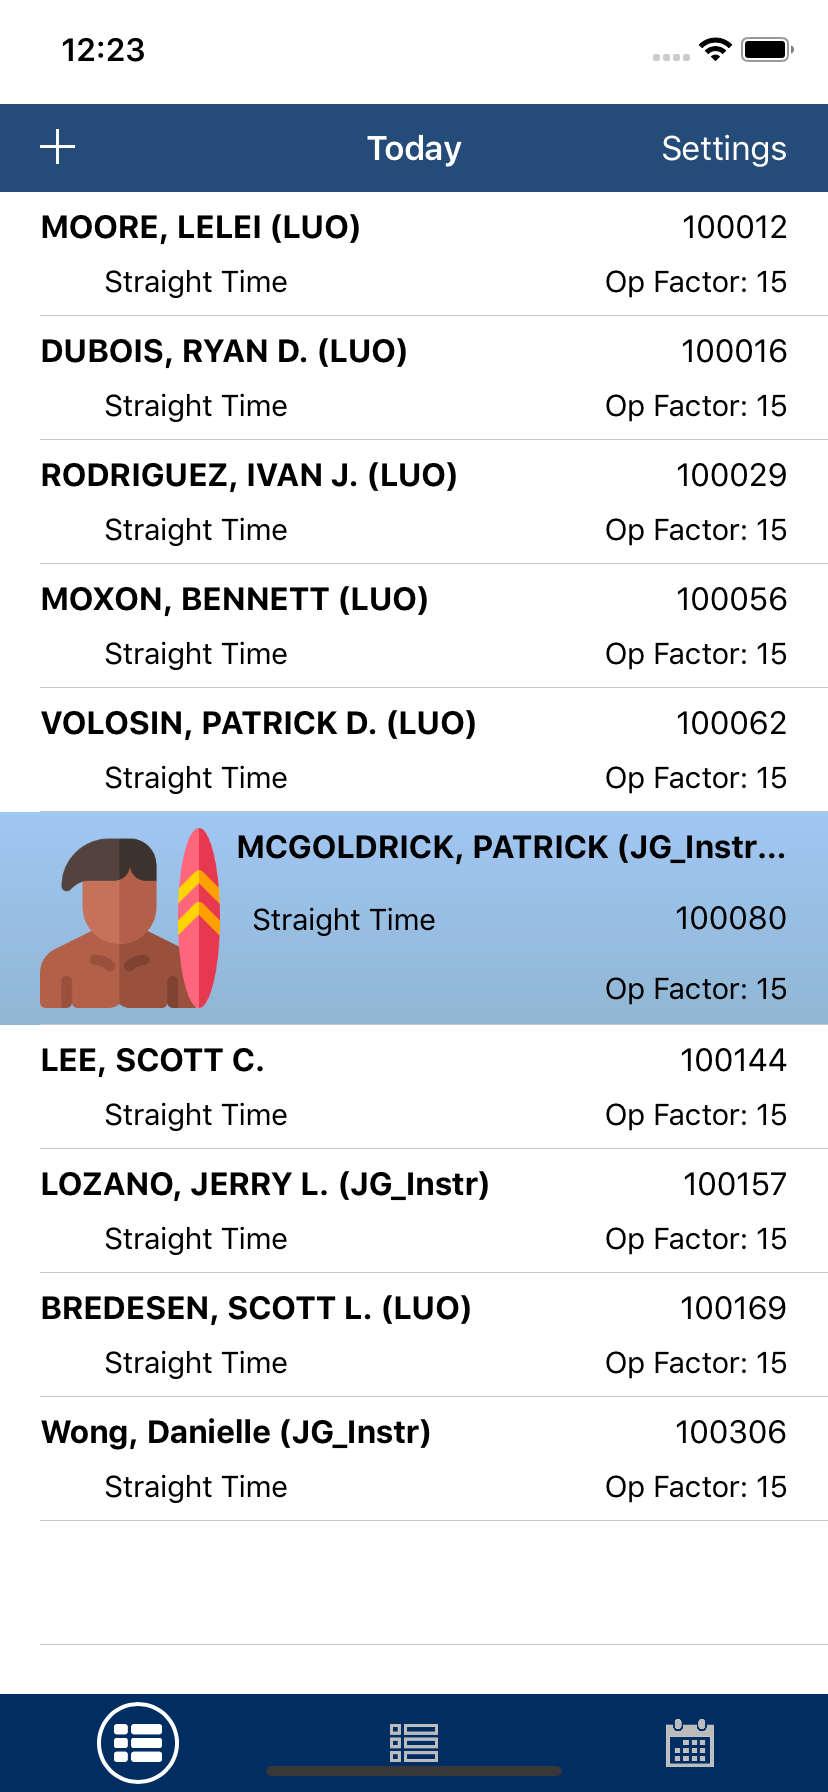 12:23
Today Settings
MOORE, LELEI (LUO) 100012
Straight Time Op Factor: 15
DUBOIS, RYAN D. (LUO) 100016
Straight Time Op Factor: 15
RODRIGUEZ, IVAN J. (LUO) 100029
Straight Time Op Factor: 15
MOXON, BENNETT (LUO) 100056
Straight Time Op Factor: 15
VOLOSIN, PATRICK D. (LUO) 100062
Straight Time Op Factor: 15
MCGOLDRICK, PATRICK (JG_Instr...
Straight Time 100080
Op Factor: 15
LEE, SCOTT C. 100144
Straight Time Op Factor: 15
LOZANO, JERRY L. (JG_Instr) 100157
Straight Time Op Factor: 15
BREDESEN, SCOTT L. (LUO) 100169
Straight Time Op Factor: 15
Wong, Danielle (JG_Instr) 100306
Straight Time Op Factor: 15